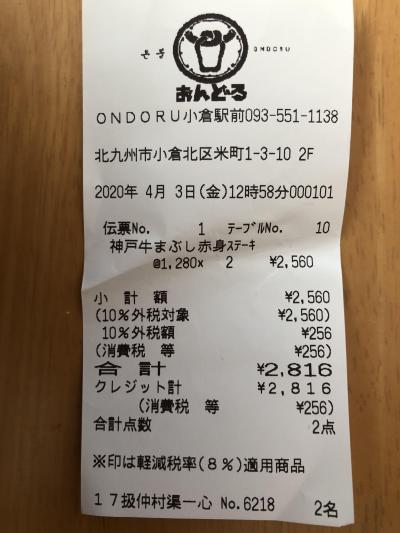 ONDORU
おんどーる
ONDORU小倉駅前093-551-1138
北九州市小倉北区米町1-3-10 2F
2020年 4月 3日(金)12時58分000101
伝票No. 1 テーブルNo. 10
神戸牛まぶし赤身ステーキ
@1,280x 2 ¥2,560
小 計 額 ¥2,560
(10%外税対象 ¥2,560)
10%外税額 ¥256
(消費税 等 ¥256)
合 計 ¥2,816
クレジット計 ¥2,816
(消費税 等 ¥256)
合計点数 2点
※印は軽減税率(8%)適用商品
17扱仲村渠一心 No.6218 2名